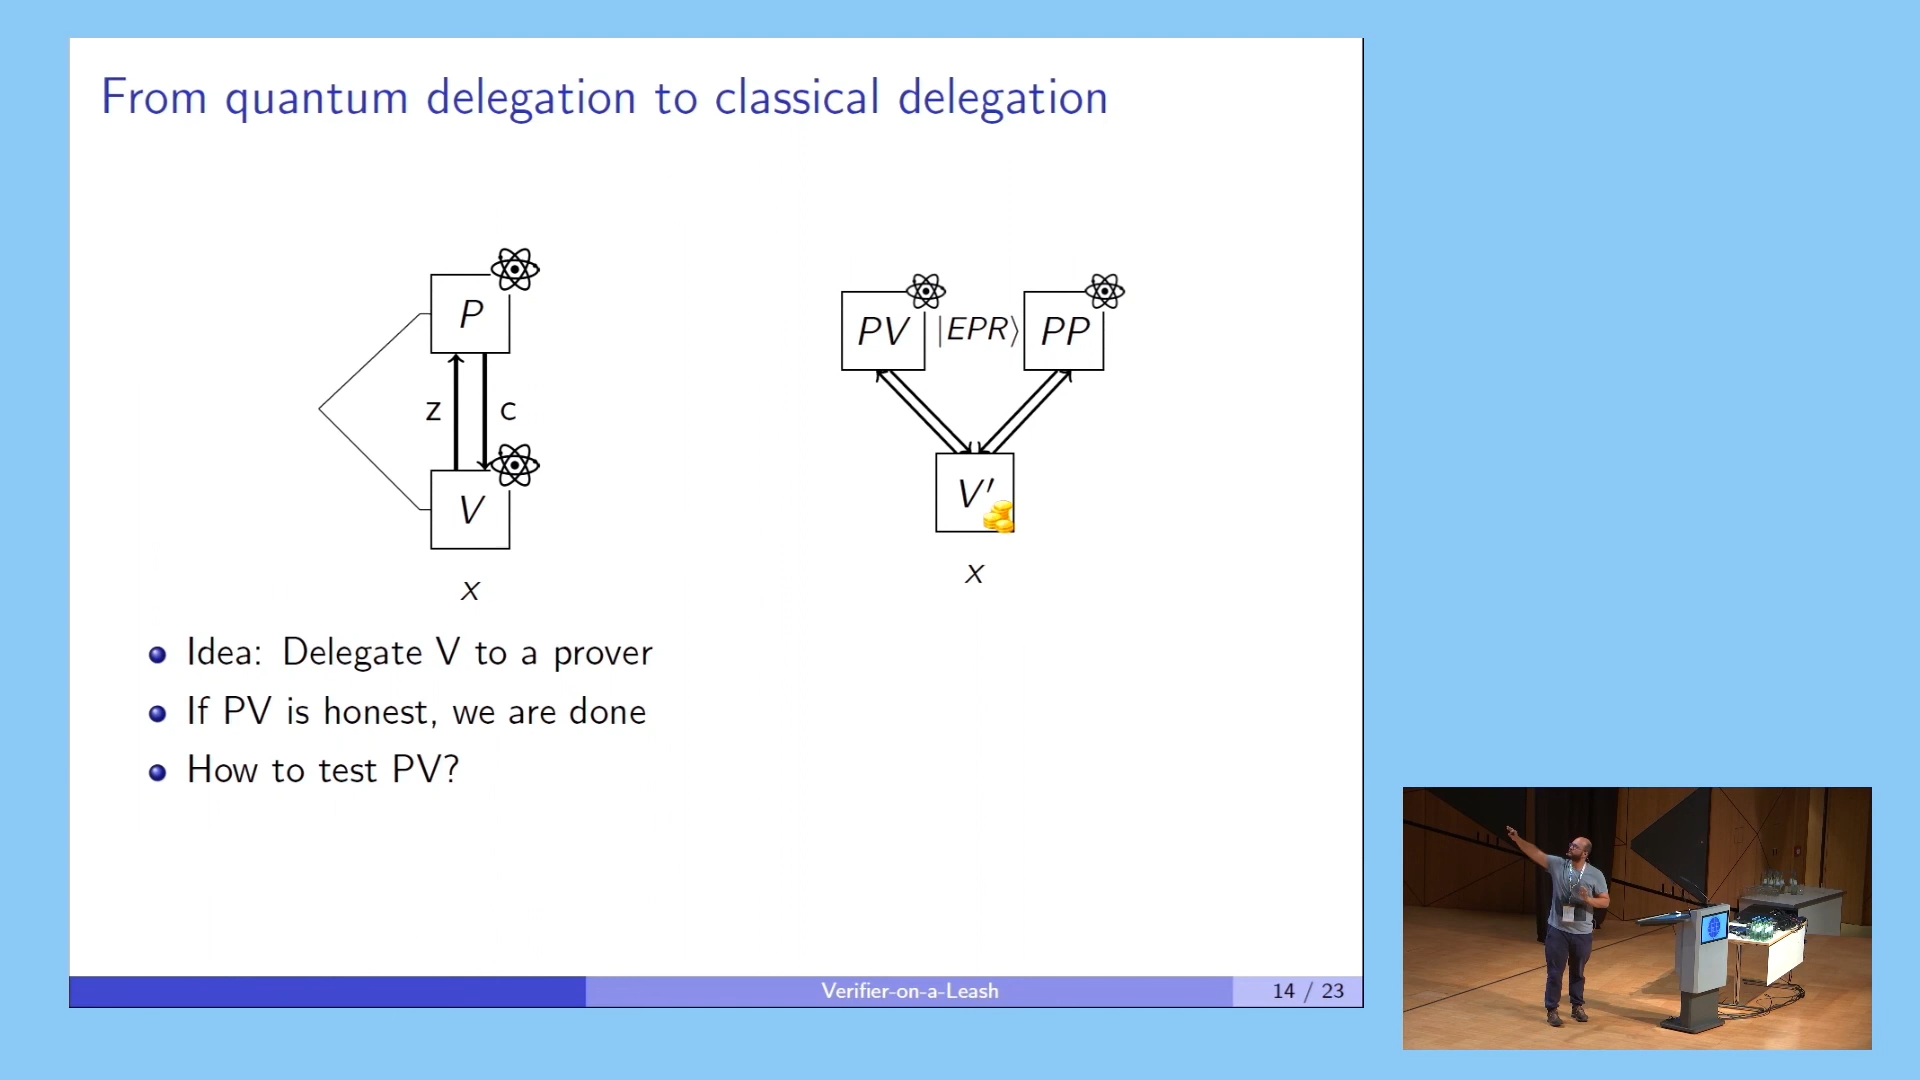 From quantum delegation to classical delegation
P
z c
V
x
PV |EPR⟩ PP
V′
x
Idea: Delegate V to a prover
If PV is honest, we are done
How to test PV?
Verifier-on-a-Leash
14 / 23